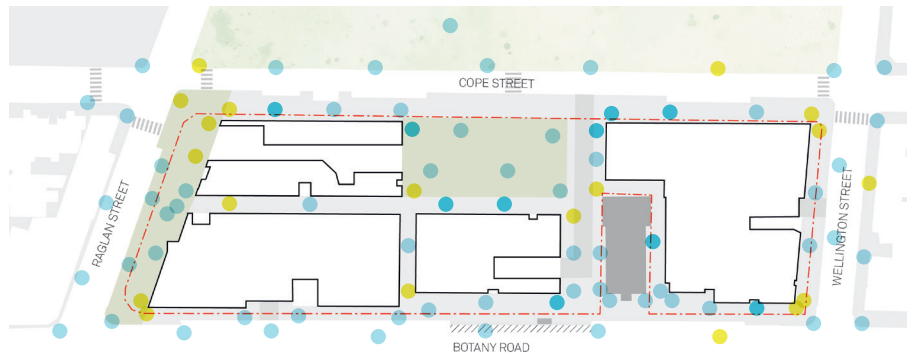 COPE STREET
RAGLAN STREET
WELLINGTON STREET
BOTANY ROAD